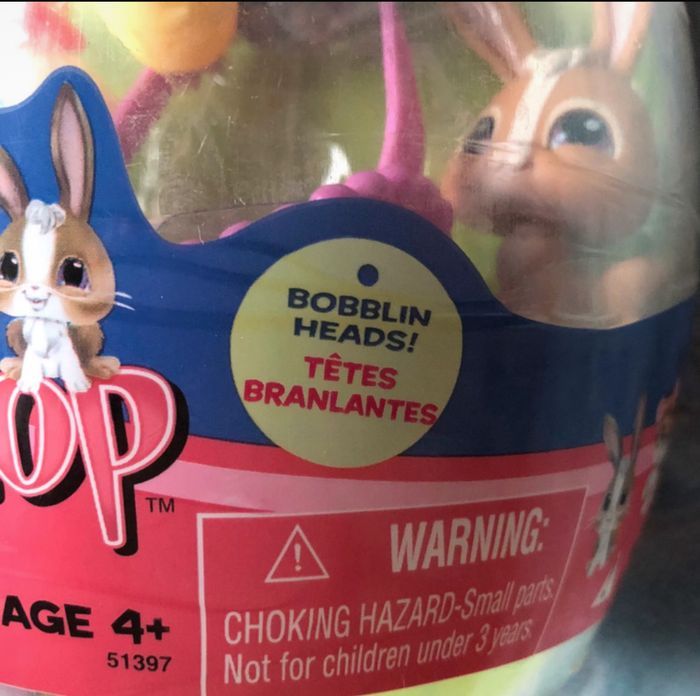 BOBBLIN
HEADS!
TÊTES
BRANLANTES
op
TM
AGE 4+
51397
WARNING:
CHOKING HAZARD-Small parts.
Not for children under 3 years.